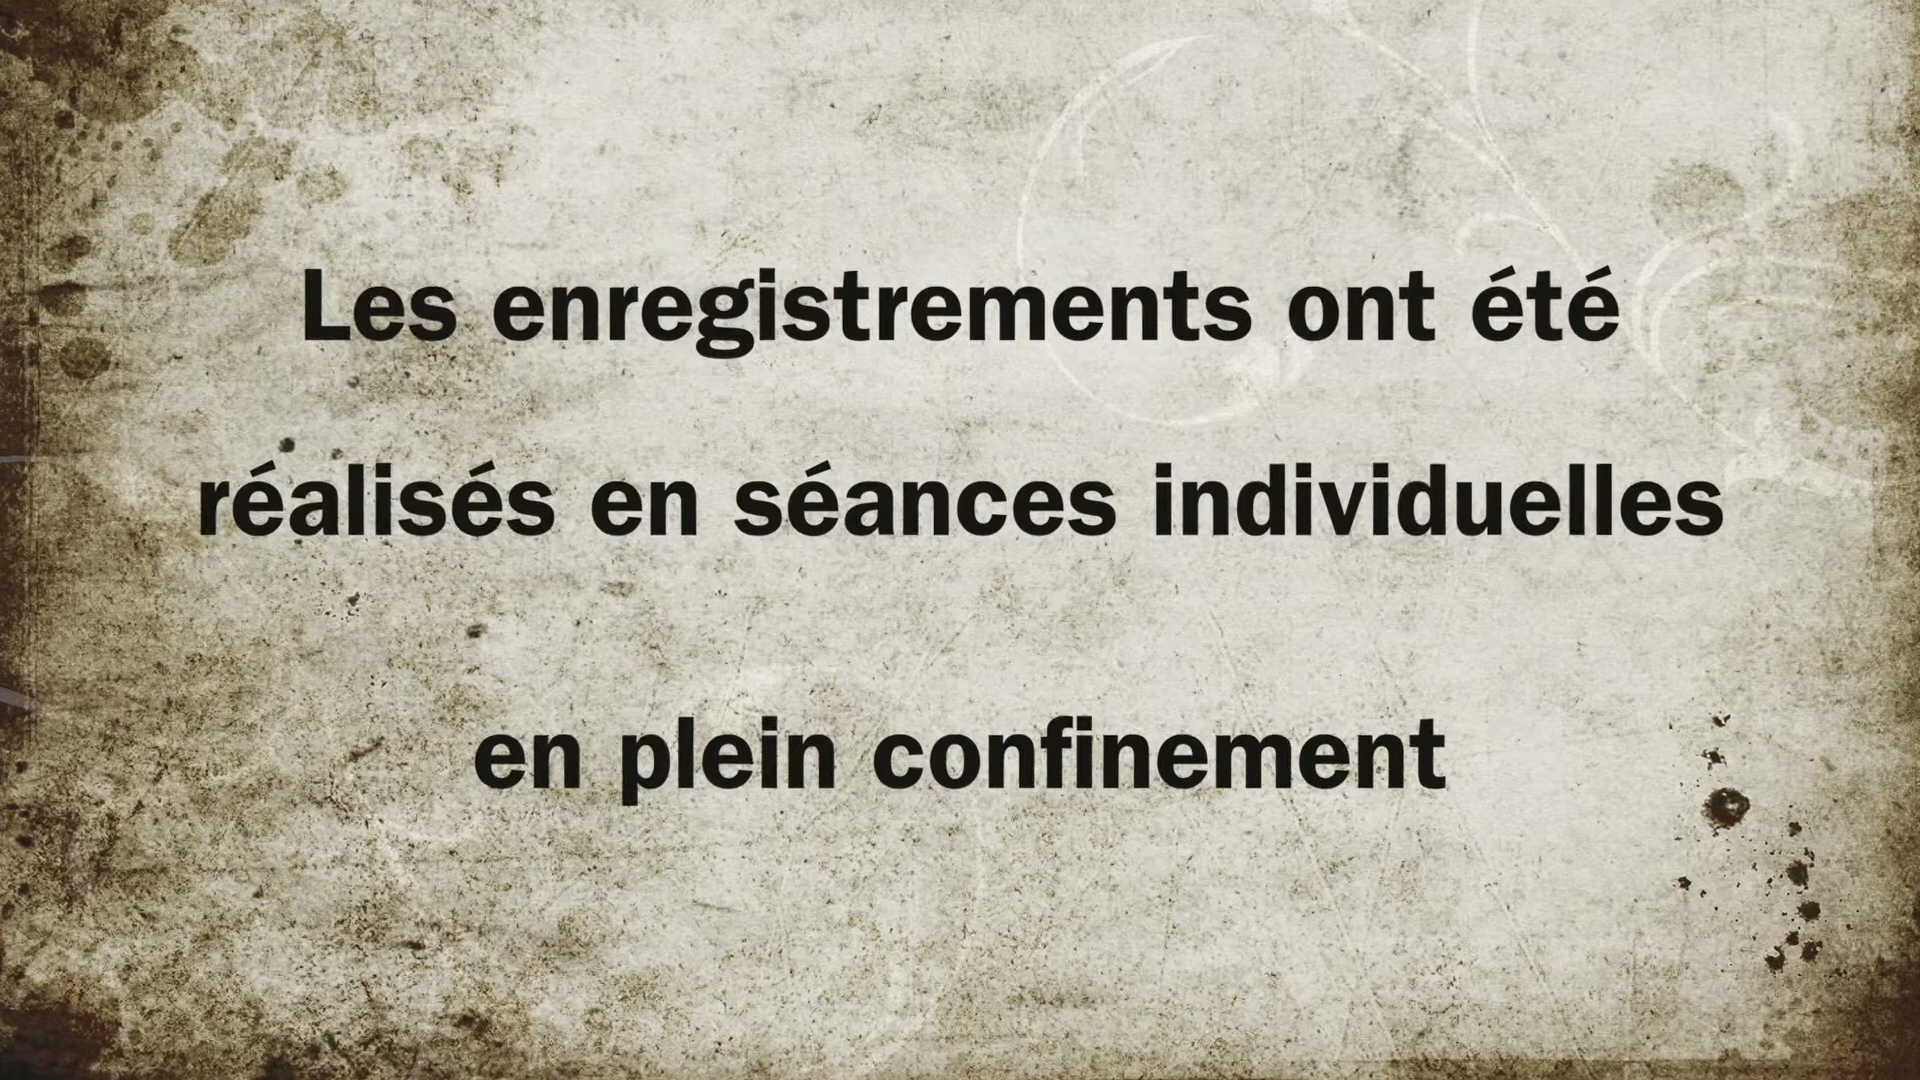 Les enregistrements ont été
réalisés en séances individuelles
en plein confinement